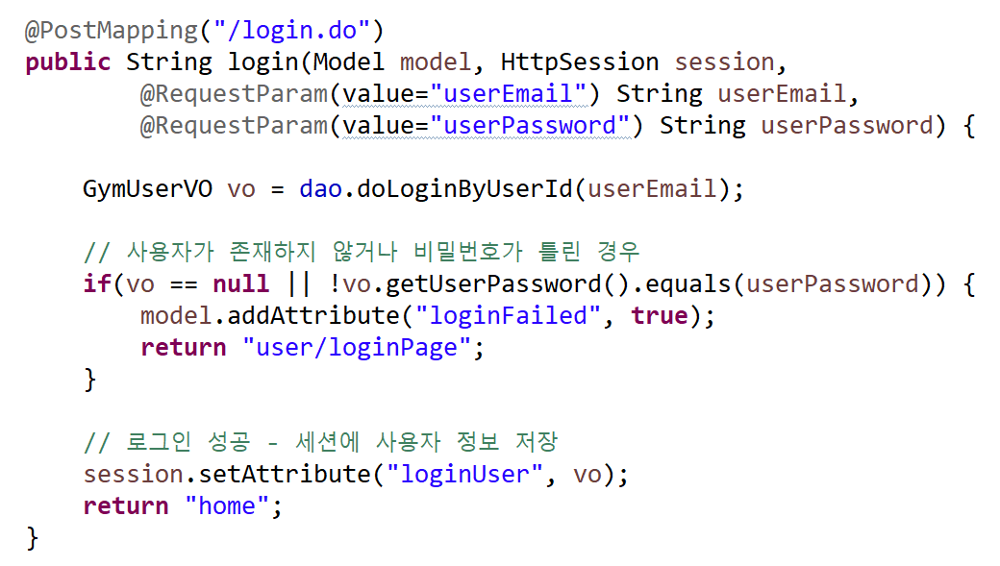 @PostMapping("/login.do")
public String login(Model model, HttpSession session,
        @RequestParam(value="userEmail") String userEmail,
        @RequestParam(value="userPassword") String userPassword) {

    GymUserVO vo = dao.doLoginByUserId(userEmail);

    // 사용자가 존재하지 않거나 비밀번호가 틀린 경우
    if(vo == null || !vo.getUserPassword().equals(userPassword)) {
        model.addAttribute("loginFailed", true);
        return "user/loginPage";
    }

    // 로그인 성공 - 세션에 사용자 정보 저장
    session.setAttribute("loginUser", vo);
    return "home";
}